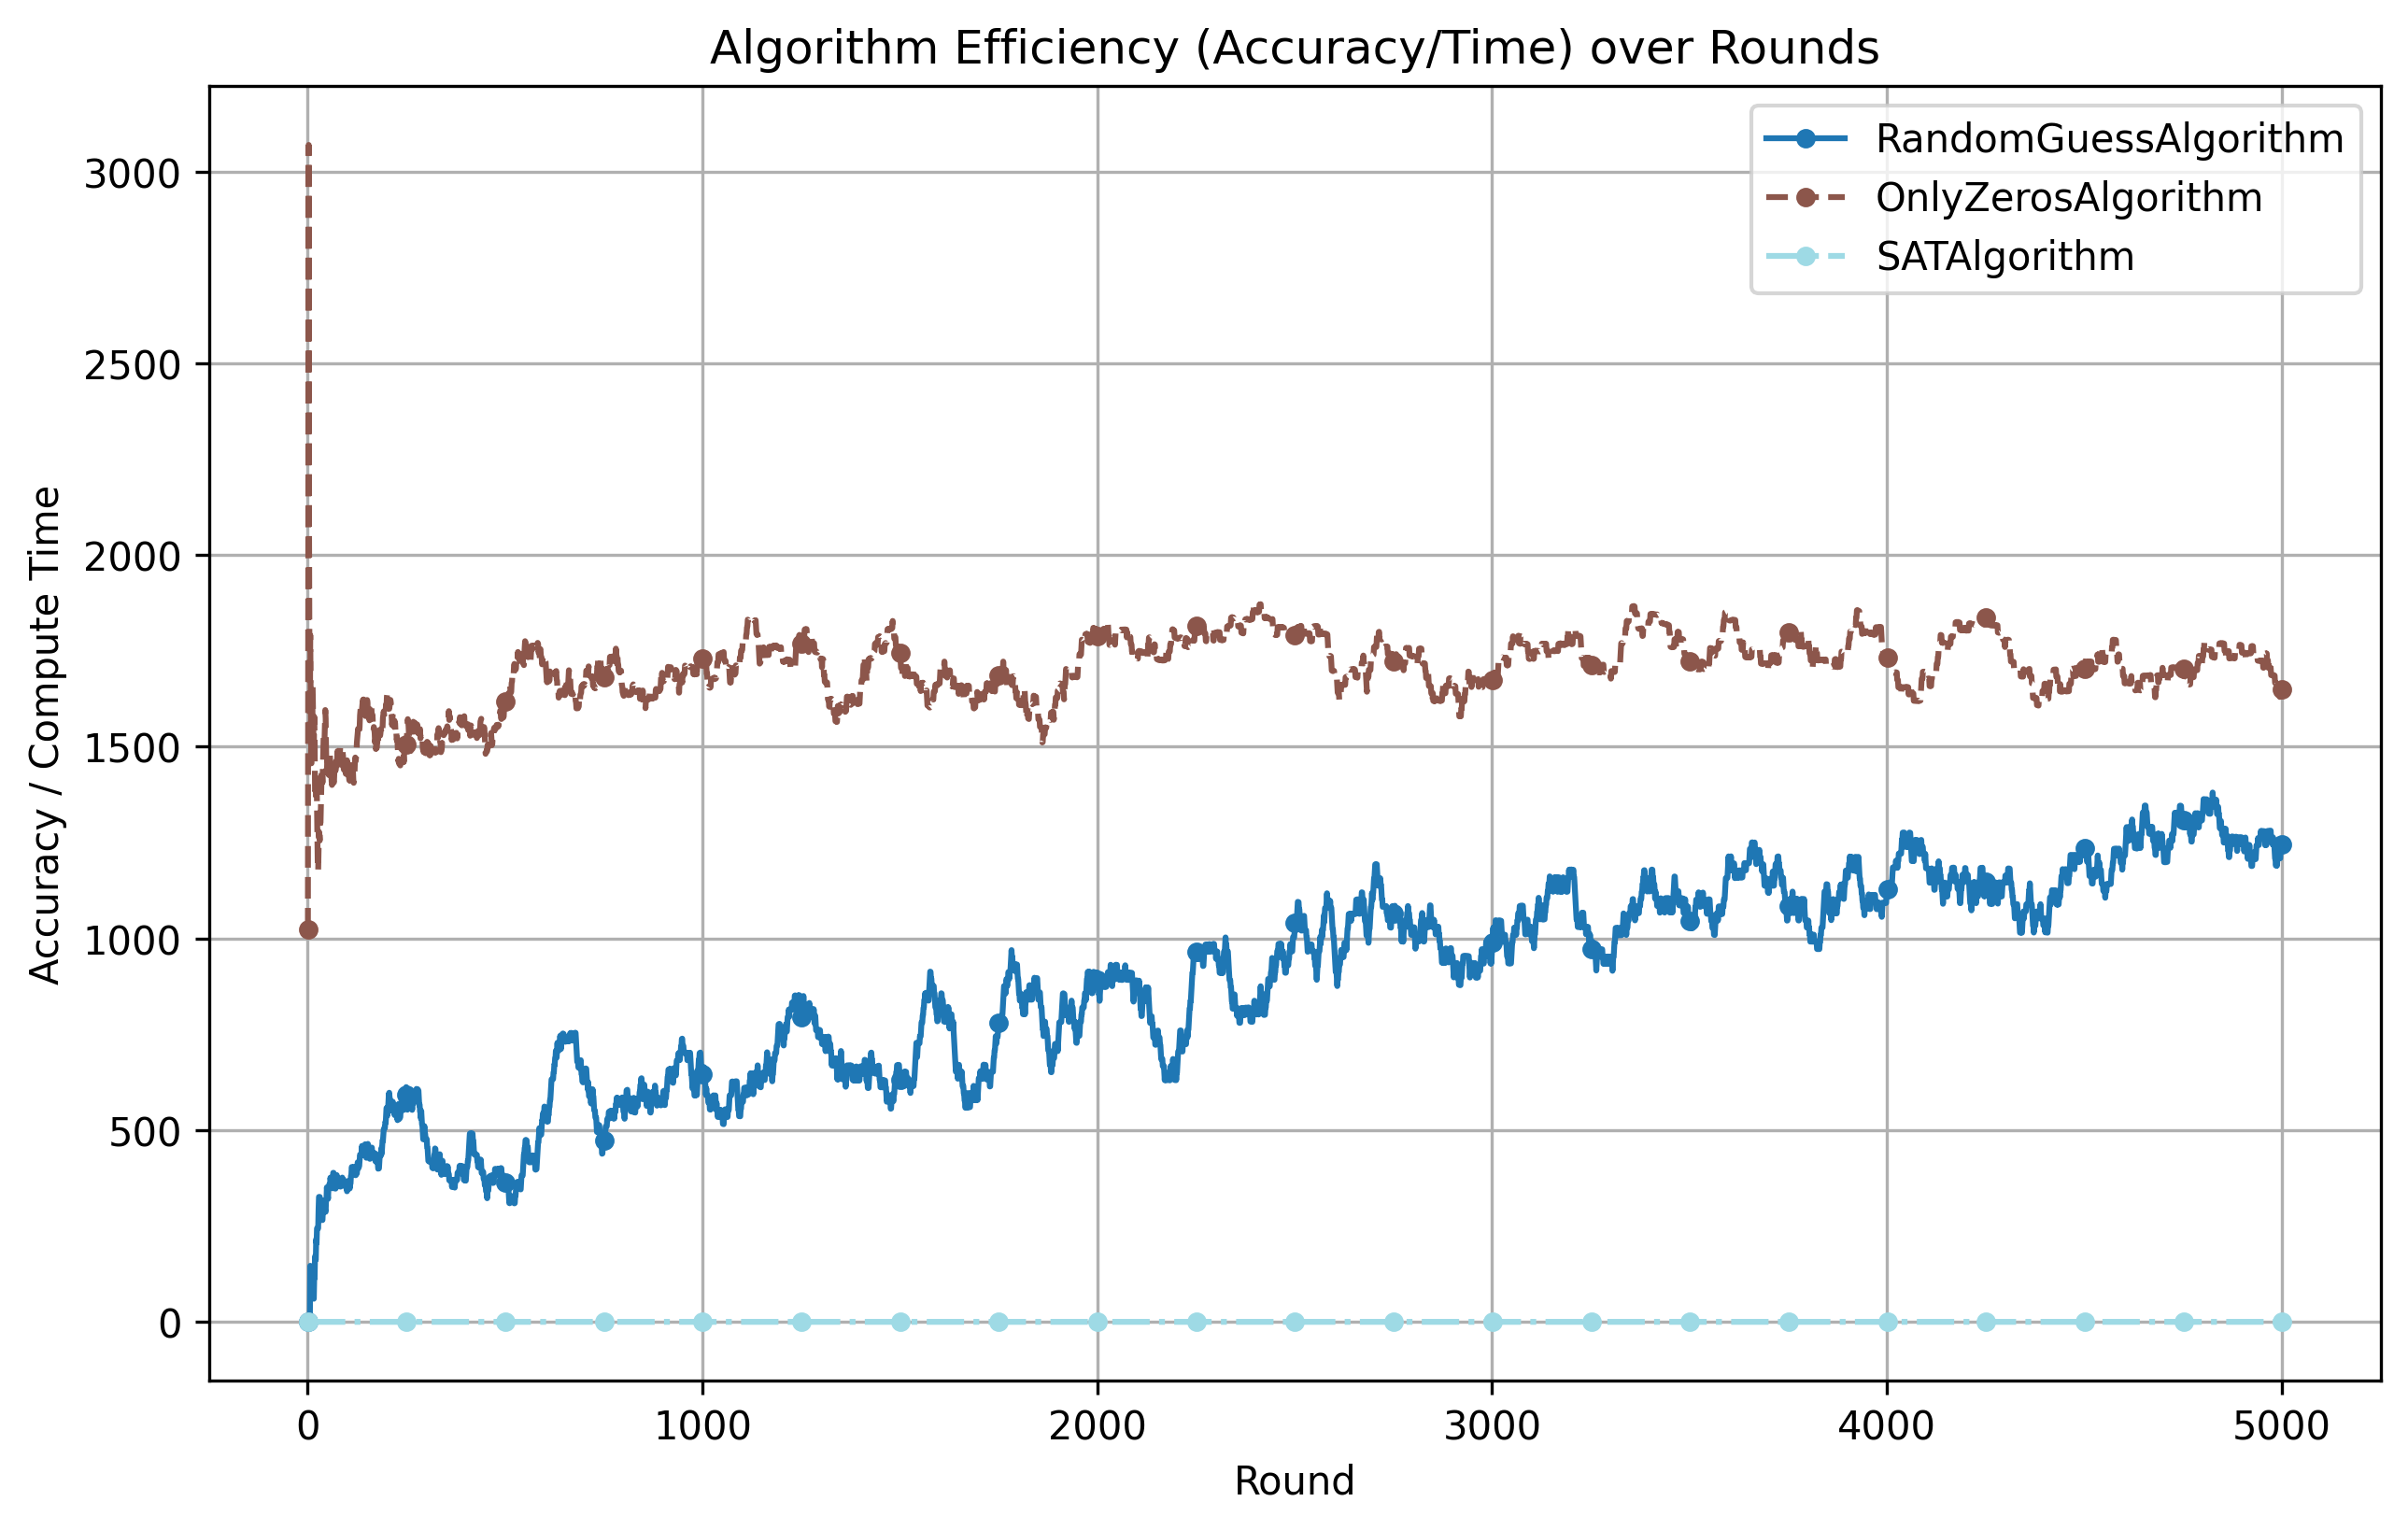 Algorithm Efficiency (Accuracy/Time) over Rounds
RandomGuessAlgorithm
OnlyZerosAlgorithm
SATAlgorithm
Accuracy / Compute Time
3000
2500
2000
1500
1000
500
0
0 1000 2000 3000 4000 5000
Round